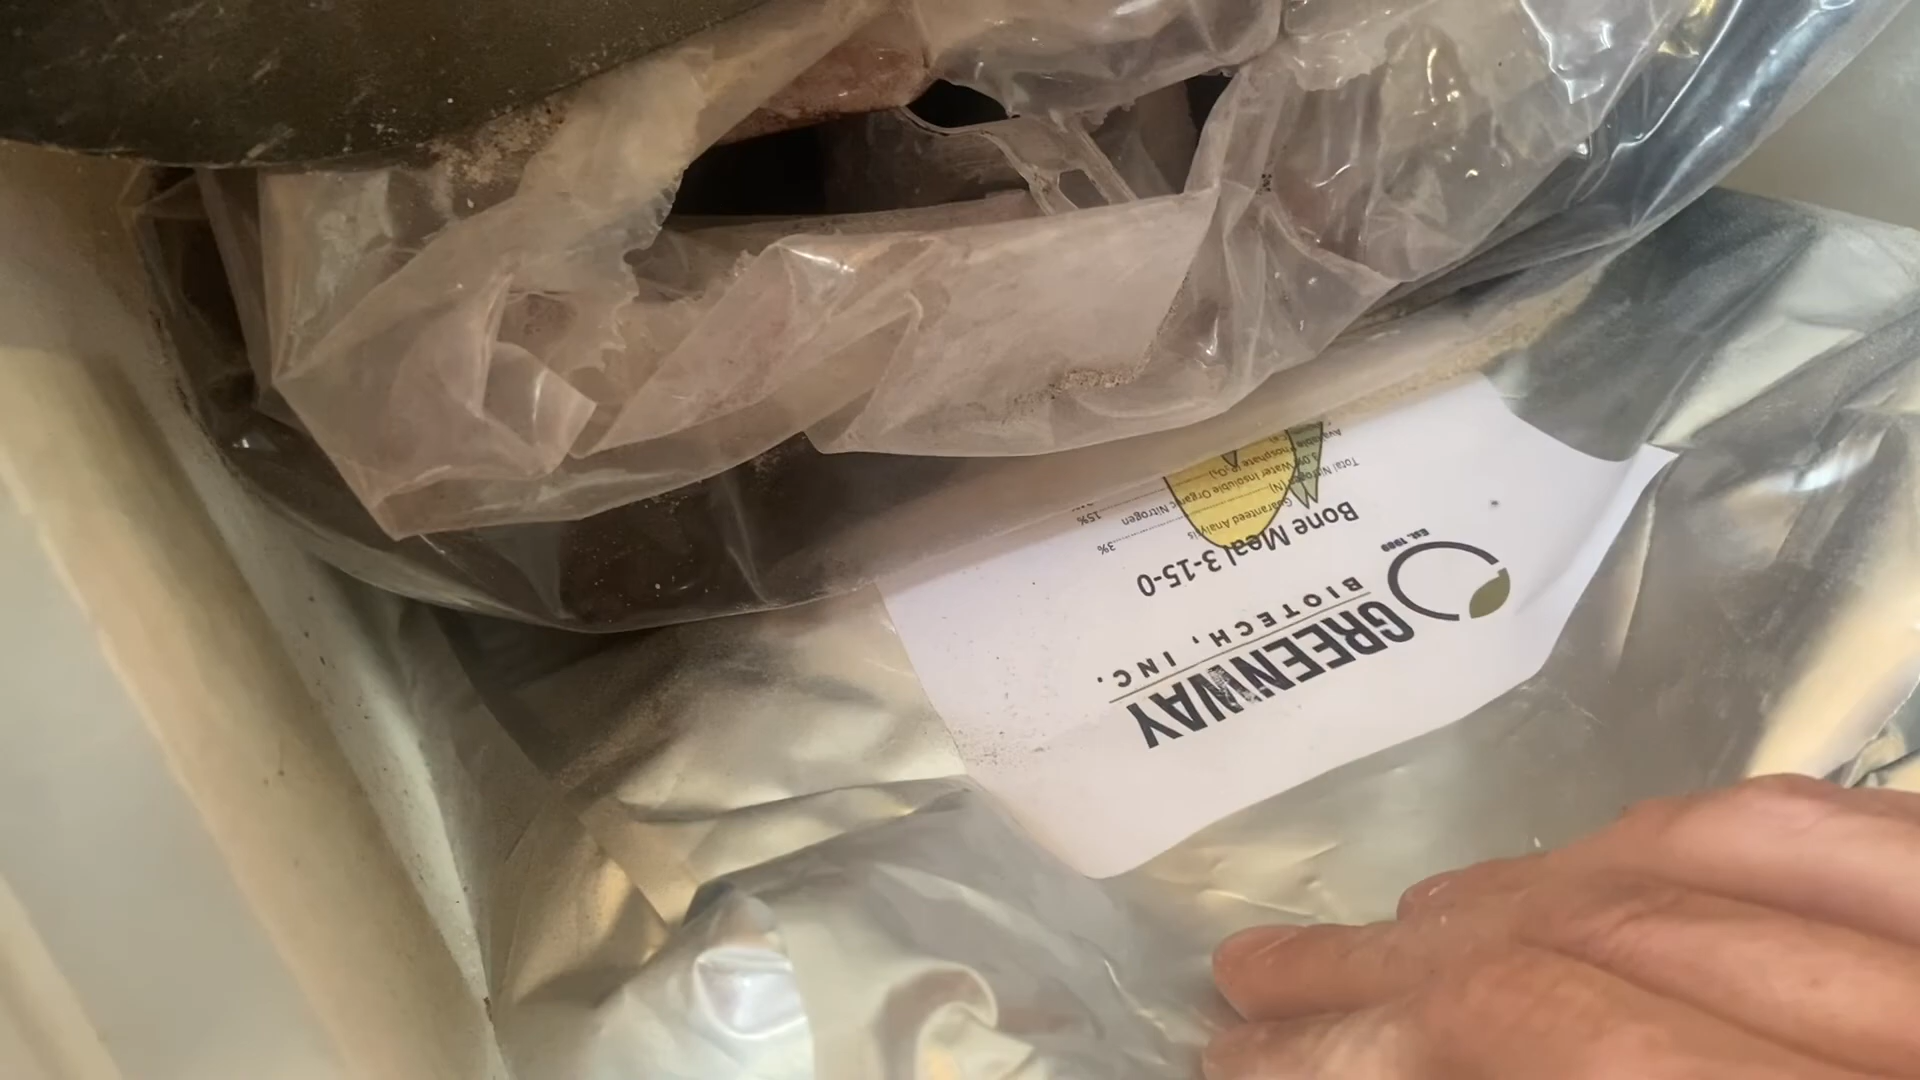 GREENWAY
BIOTECH, INC.
Est. 1989
Bone Meal 3-15-0
Guaranteed Analysis
Total Nitrogen (N) 3%
3.0% Water Insoluble Organic Nitrogen
Available Phosphate (P₂O₅) 15%